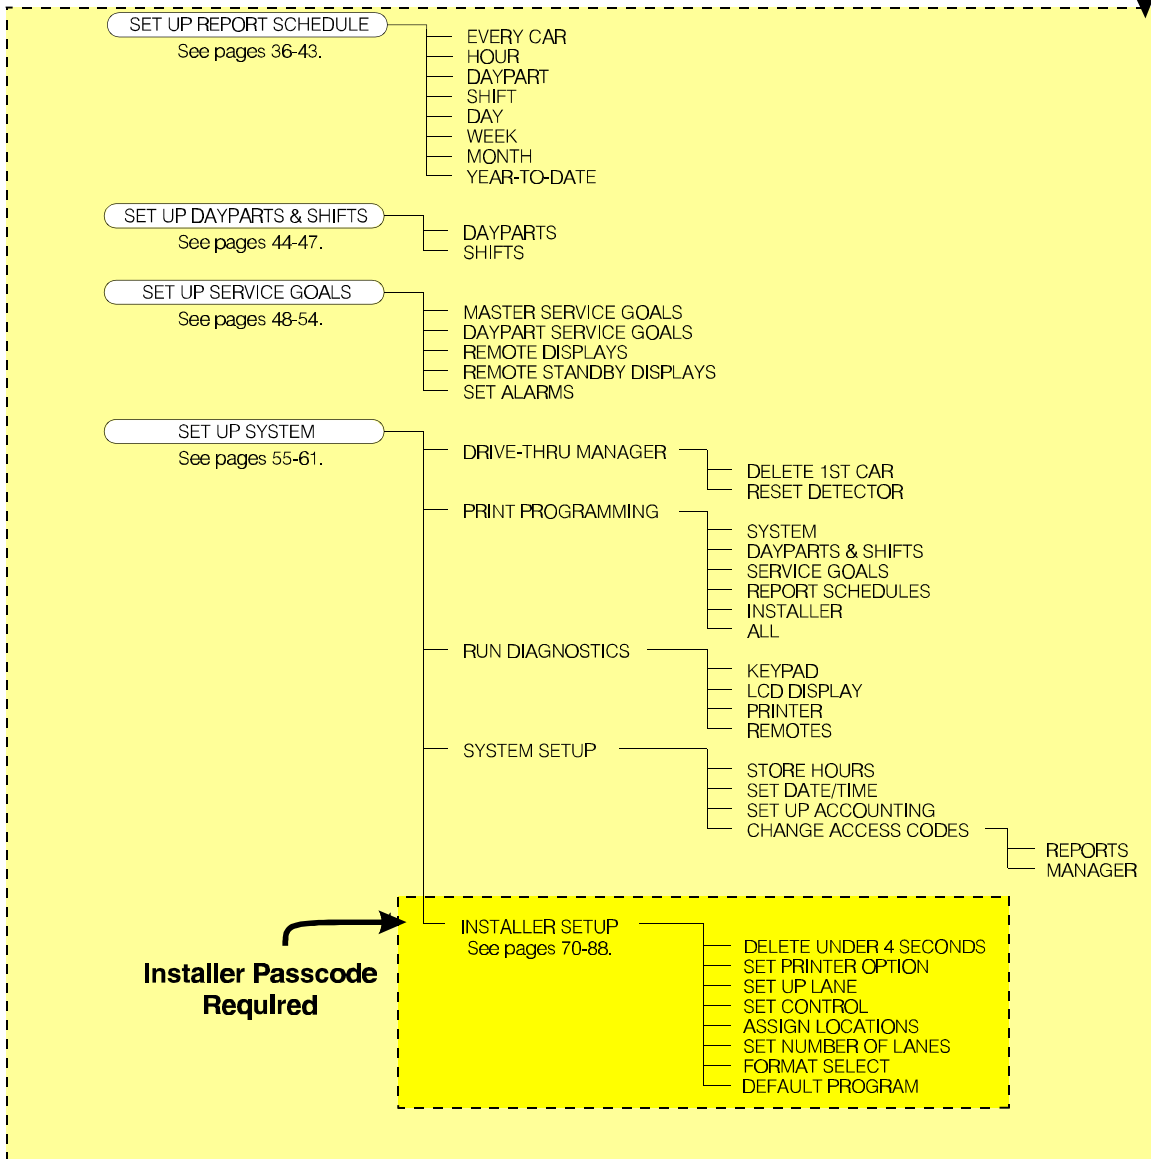 SET UP REPORT SCHEDULE
See pages 36-43.
EVERY CAR
HOUR
DAYPART
SHIFT
DAY
WEEK
MONTH
YEAR-TO-DATE
SET UP DAYPARTS & SHIFTS
See pages 44-47.
DAYPARTS
SHIFTS
SET UP SERVICE GOALS
See pages 48-54.
MASTER SERVICE GOALS
DAYPART SERVICE GOALS
REMOTE DISPLAYS
REMOTE STANDBY DISPLAYS
SET ALARMS
SET UP SYSTEM
See pages 55-61.
DRIVE-THRU MANAGER
DELETE 1ST CAR
RESET DETECTOR
PRINT PROGRAMMING
SYSTEM
DAYPARTS & SHIFTS
SERVICE GOALS
REPORT SCHEDULES
INSTALLER
ALL
RUN DIAGNOSTICS
KEYPAD
LCD DISPLAY
PRINTER
REMOTES
SYSTEM SETUP
STORE HOURS
SET DATE/TIME
SET UP ACCOUNTING
CHANGE ACCESS CODES
REPORTS
MANAGER
Installer Passcode
Required
INSTALLER SETUP
See pages 70-88.
DELETE UNDER 4 SECONDS
SET PRINTER OPTION
SET UP LANE
SET CONTROL
ASSIGN LOCATIONS
SET NUMBER OF LANES
FORMAT SELECT
DEFAULT PROGRAM